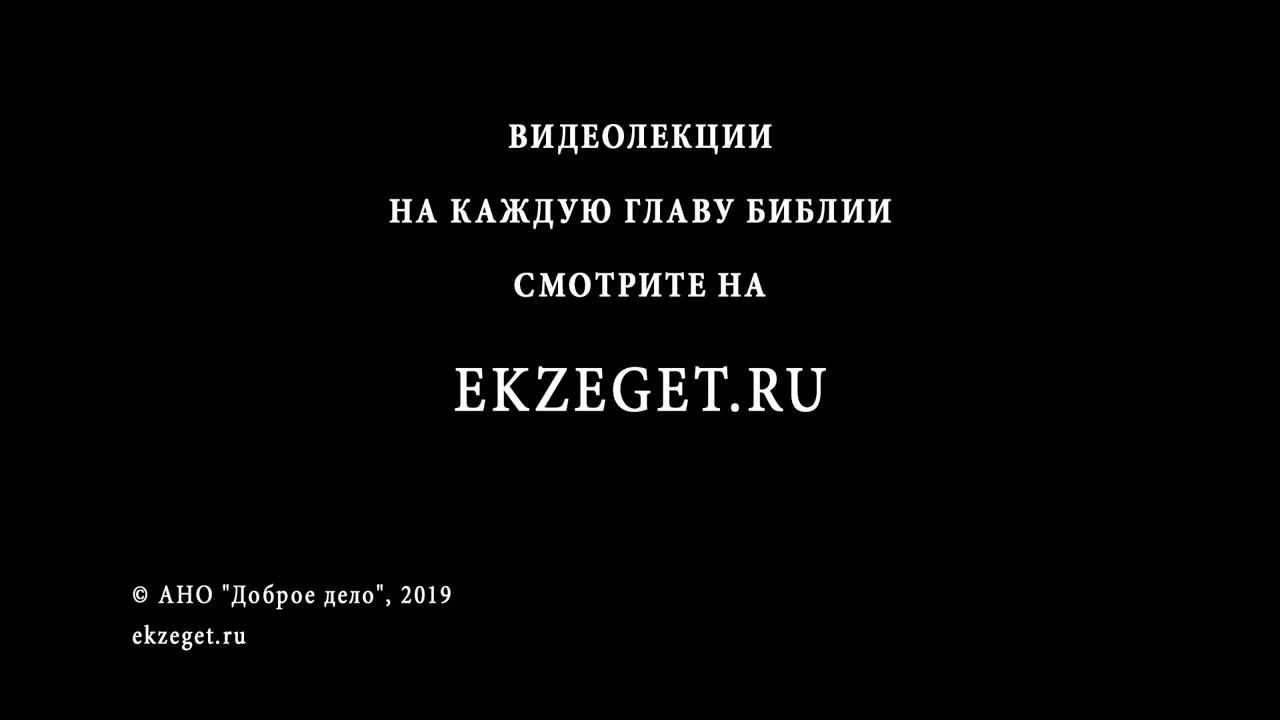 ВИДЕОЛЕКЦИИ
НА КАЖДУЮ ГЛАВУ БИБЛИИ
СМОТРИТЕ НА
EKZEGET.RU
© АНО "Доброе дело", 2019
ekzeget.ru